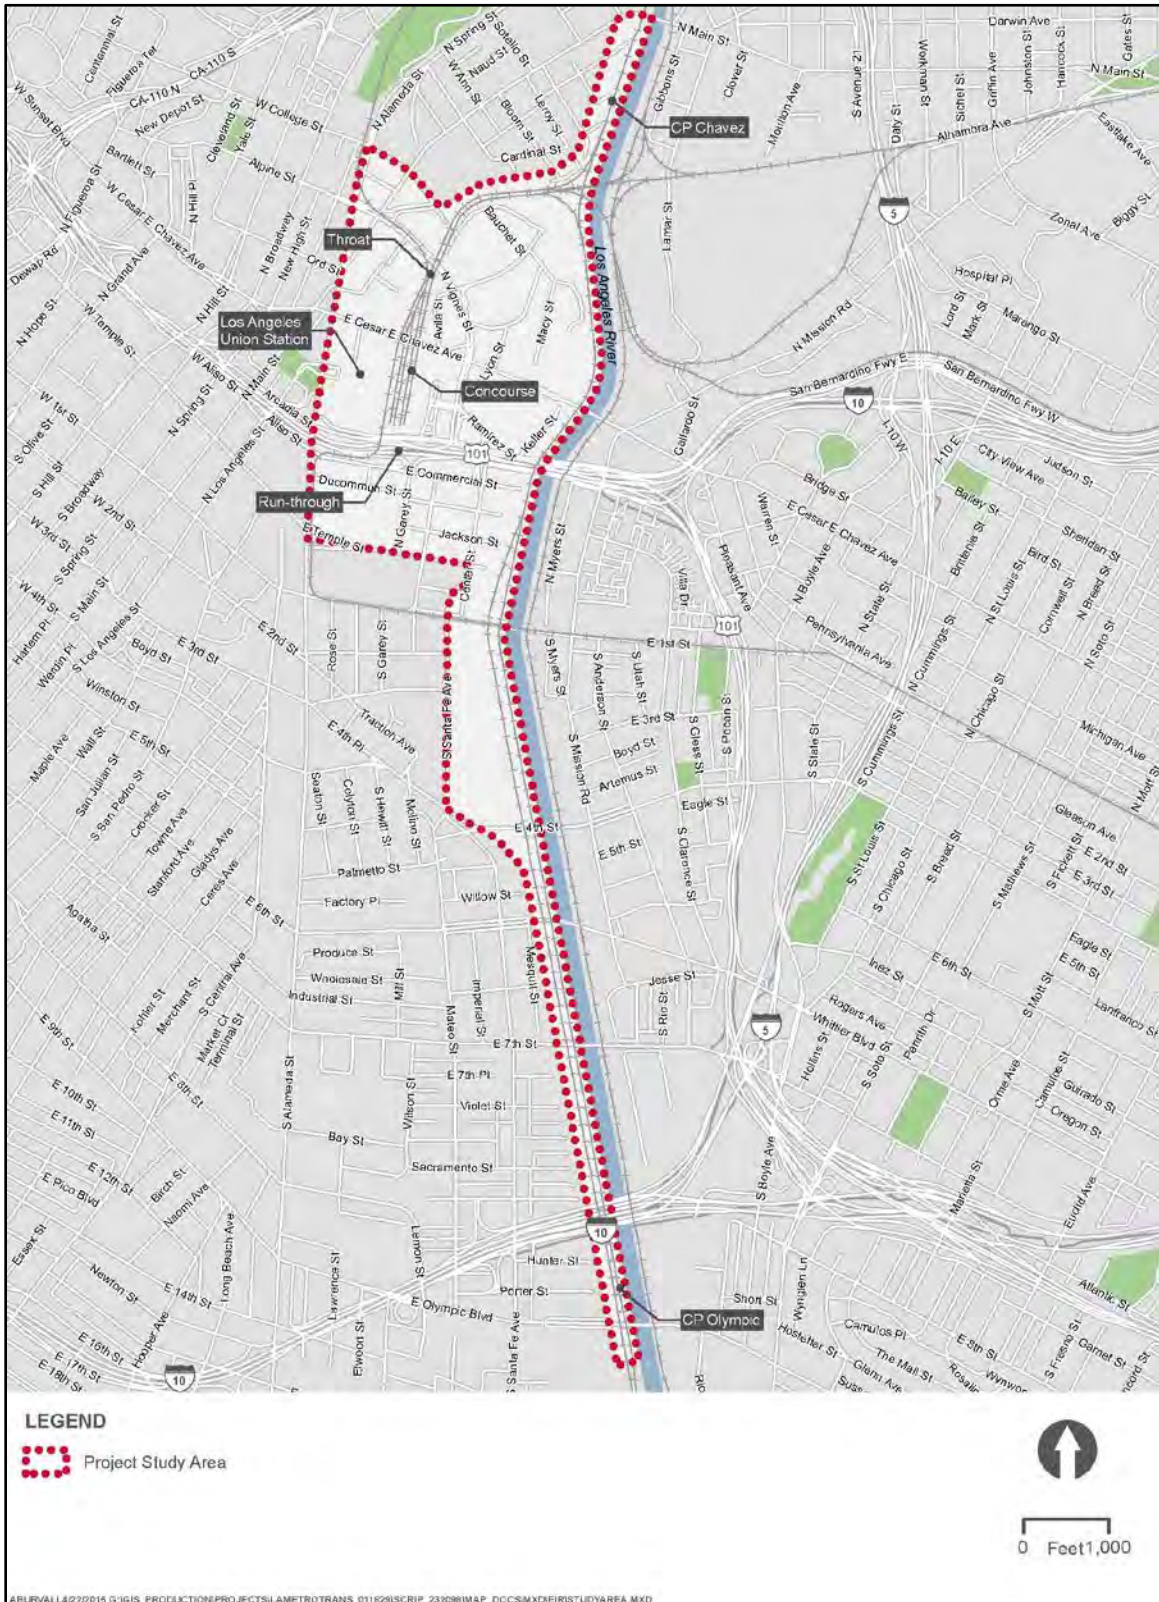 Centennial St
Figueroa Ter
CA-110 S
CA-110 N
New Depot St
W Sunset Blvd
Bartlett St
Cleveland St
Yale St
W College St
Alpine St
N Alameda St
N Spring St
Sotello St
Naud St
W Ann St
Bloom St
Leroy St
Cardinal St
N Main St
Gibbons St
Clover St
CP Chavez
Moulton Ave
S Avenue 21
Daly St
Workman St
Sichel St
Griffin Ave
Johnston St
Hancock St
Gates St
Darwin Ave
N Main St
Alhambra Ave
Eastlake Ave
5
Zonal Ave
Biggy St
Lamar St
N Figueroa St
W Cesar E Chavez Ave
N Hill Pl
N Broadway
New High St
Ord St
Throat
Bauchet St
N Vignes St
Avila St
Macy St
Lyon St
Los Angeles River
Hospital Pl
Lord St
Mark St
Marengo St
N Mission Rd
Dewap Rd
N Grand Ave
N Hope St
W Temple St
N Hill St
Los Angeles
Union Station
E Cesar E Chavez Ave
Concourse
N Main St
W Aliso St
Arcadia St
Aliso St
N Spring St
N Los Angeles St
Ramirez St
Keller St
101
San Bernardino Fwy E
San Bernardino Fwy W
10
I-10 W
I-10 E
Gallardo St
City View Ave
Judson St
W 1st St
S Olive St
S Hill St
S Broadway
W 2nd St
W 3rd St
S Spring St
W 4th St
S Main St
Run-through
Ducommun St
E Commercial St
N Garey St
Jackson St
E Temple St
Center St
N Myers St
Bridge St
Bailey St
Warren St
E Cesar E Chavez Ave
Brittania St
Sheridan St
Pleasant Ave
N Boyle Ave
N State St
Bird St
N St Louis St
Cornwell St
N Breed St
N Soto St
Villa Dr
101
Pennsylvania Ave
N Cummings St
N Chicago St
Michigan Ave
N Mott St
Harlem Pl
Werdin Pl
S Los Angeles St
Boyd St
E 3rd St
E 2nd St
Rose St
S Garey St
E 1st St
S Myers St
S Anderson St
S Utah St
E 3rd St
S Gless St
S Pecan St
Boyd St
Artemus St
S Mission Rd
Eagle St
S State St
S Cummings St
Winston St
E 5th St
Maple Ave
Wall St
San Julian St
S San Pedro St
Crocker St
Towne Ave
Stanford Ave
Gladys Ave
Ceres Ave
Traction Ave
E 4th Pl
S Santa Fe Ave
Seaton St
Colyton St
S Hewitt St
Molino St
E 4th St
E 5th St
S Clarence St
S St Louis St
S Chicago St
S Breed St
S Mathews St
S Fickett St
Gleason Ave
E 2nd St
E 3rd St
Palmetto St
Factory Pl
Willow St
E 6th St
Agatha St
Produce St
Wholesale St
Industrial St
Mill St
Imperial St
Mesquit St
Mateo St
Jesse St
S Rio St
Inez St
E 6th St
Eagle St
E 5th St
S Mott St
Lanfranco St
Kohler St
Merchant St
S Central Ave
Market Ct
Terminal St
E 7th St
5
Rogers Ave
Whittier Blvd
Hollins St
S Soto St
Parmith Dr
E 9th St
E 8th St
E 7th Pl
Violet St
Wilson St
Orme Ave
Camulos St
Guirado St
Oregon St
E 10th St
E 11th St
E 12th St
E Pico Blvd
S Alameda St
Bay St
Sacramento St
S Boyle Ave
Marietta St
Euclid Ave
Birch St
Naomi Ave
Essex St
Long Beach Ave
Lemon St
Lawrence St
10
Hunter St
Porter St
E Olympic Blvd
CP Olympic
Short St
Wynglen Ln
Atlantic St
Newton St
E 14th St
Hooper Ave
E 16th St
E 17th St
E 18th St
10
Elwood St
S Santa Fe Ave
Hostetter St
Camulos Pl
The Mall St
Glenn Ave
E 8th St
S Fresno St
Garnet St
LEGEND
Project Study Area
0 Feet 1,000